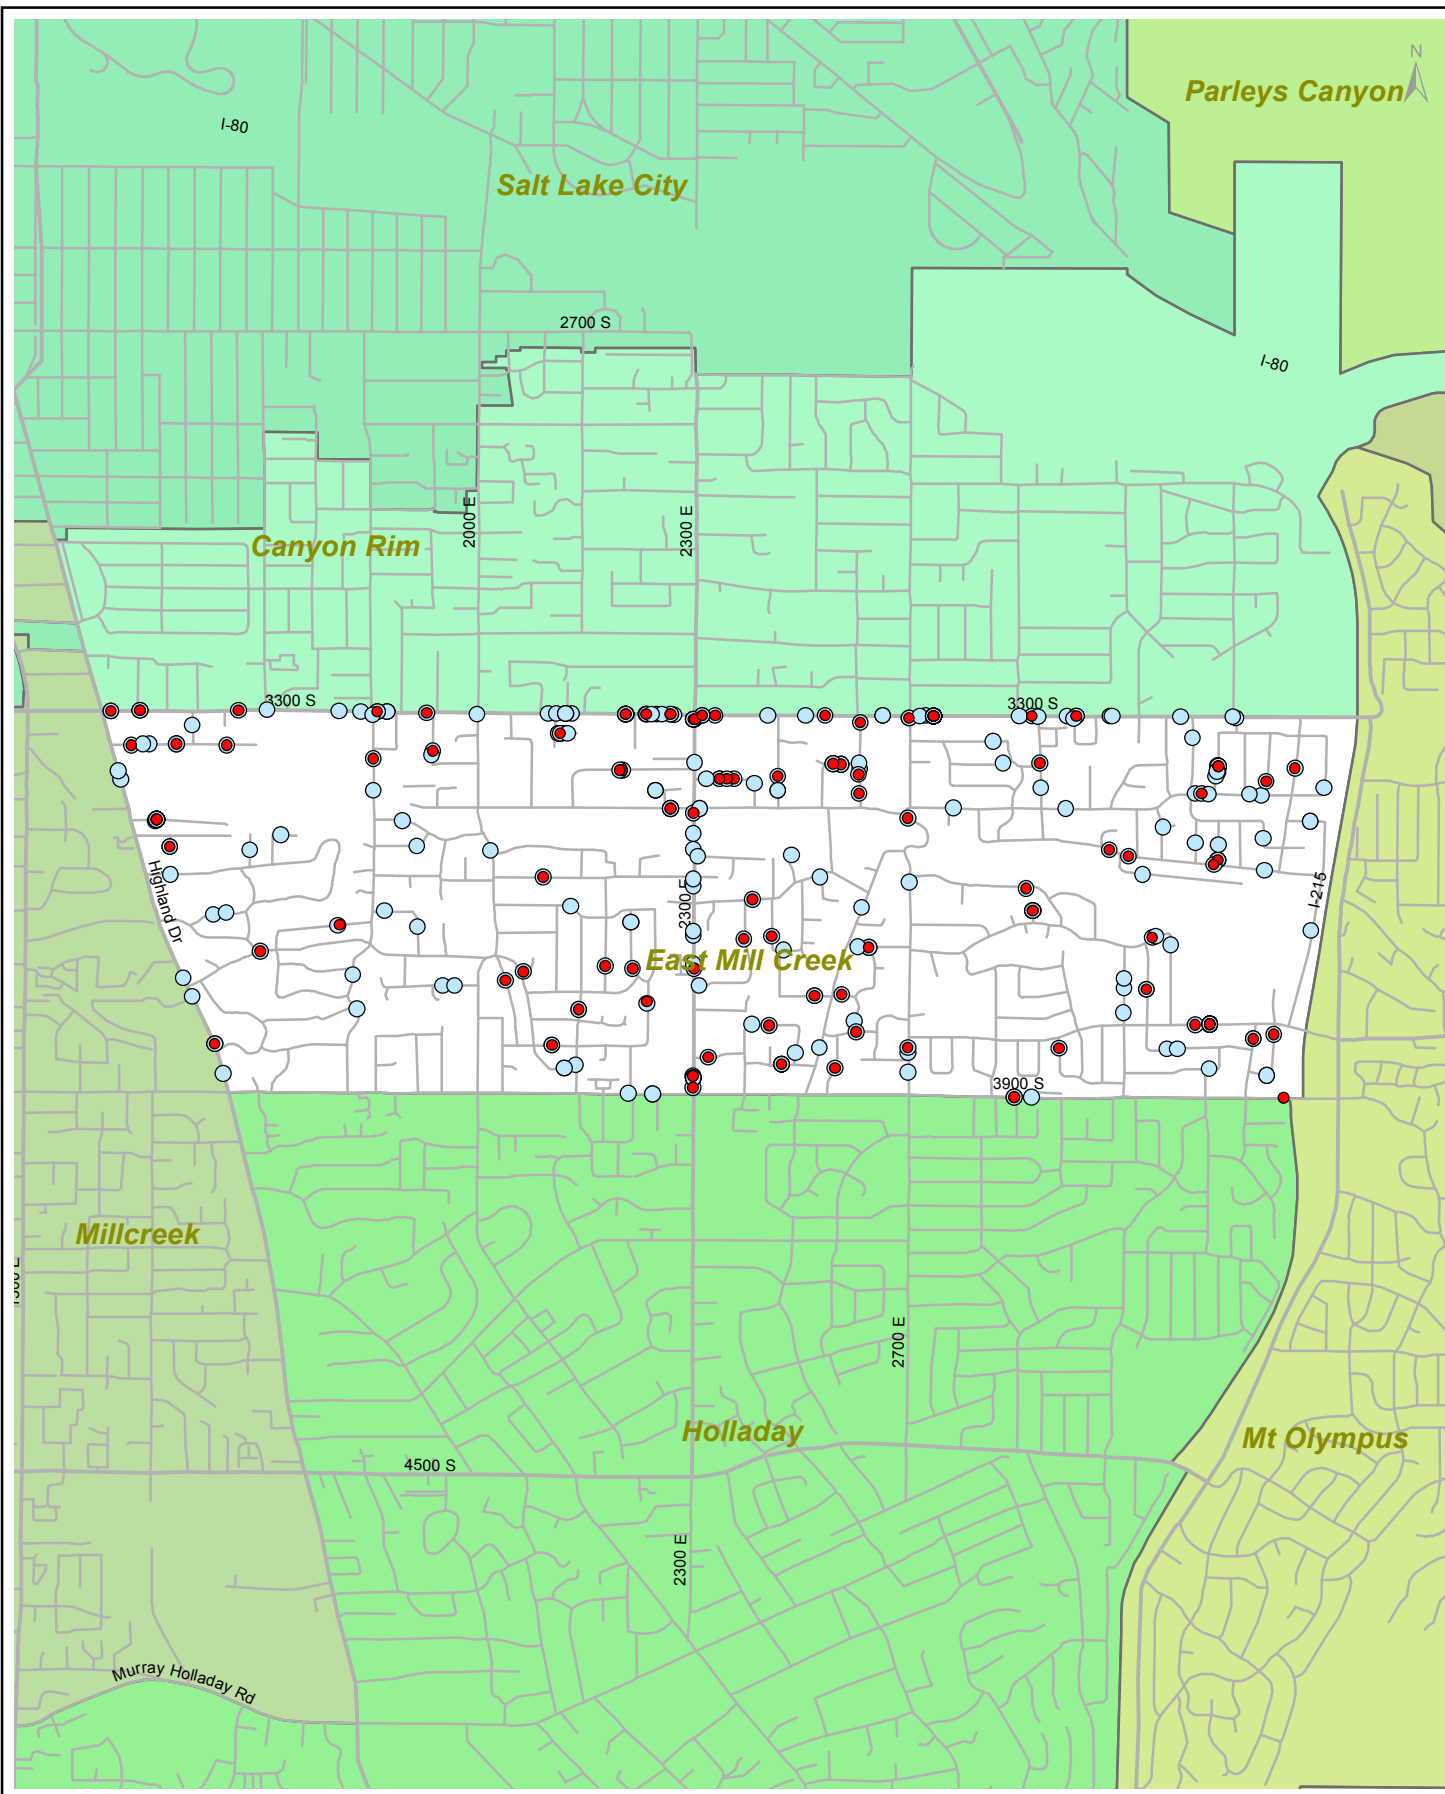 N
Parleys Canyon
I-80
Salt Lake City
2700 S
I-80
2000 E
2300 E
Canyon Rim
3300 S
3300 S
Highland Dr
2300 E
I-215
East Mill Creek
3900 S
Millcreek
2700 E
Holladay
Mt Olympus
4500 S
2300 E
Murray Holladay Rd